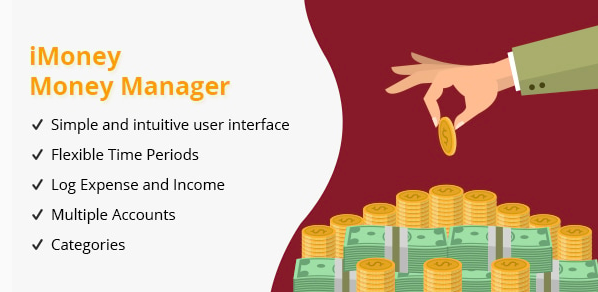 iMoney
Money Manager
Simple and intuitive user interface
Flexible Time Periods
Log Expense and Income
Multiple Accounts
Categories